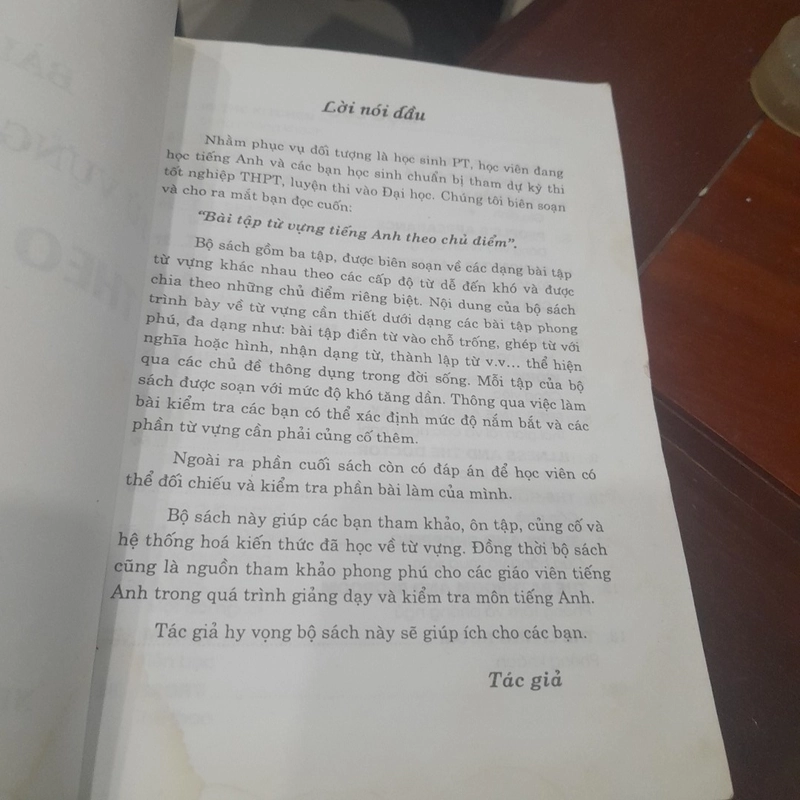 Lời nói đầu
Nhằm phục vụ đối tượng là học sinh PT, học viên đang
học tiếng Anh và các bạn học sinh chuẩn bị tham dự kỳ thi
tốt nghiệp THPT, luyện thi vào Đại học. Chúng tôi biên soạn
và cho ra mắt bạn đọc cuốn:
"Bài tập từ vựng tiếng Anh theo chủ điểm".
Bộ sách gồm ba tập, được biên soạn về các dạng bài tập
từ vựng khác nhau theo các cấp độ từ dễ đến khó và được
chia theo những chủ điểm riêng biệt. Nội dung của bộ sách
trình bày về từ vựng cần thiết dưới dạng các bài tập phong
phú, đa dạng như: bài tập điền từ vào chỗ trống, ghép từ với
nghĩa hoặc hình, nhận dạng từ, thành lập từ v.v... thể hiện
qua các chủ đề thông dụng trong đời sống. Mỗi tập của bộ
sách được soạn với mức độ khó tăng dần. Thông qua việc làm
bài kiểm tra các bạn có thể xác định mức độ nắm bắt và các
phần từ vựng cần phải củng cố thêm.
Ngoài ra phần cuối sách còn có đáp án để học viên có
thể đối chiếu và kiểm tra phần bài làm của mình.
Bộ sách này giúp các bạn tham khảo, ôn tập, củng cố và
hệ thống hoá kiến thức đã học về từ vựng. Đồng thời bộ sách
cũng là nguồn tham khảo phong phú cho các giáo viên tiếng
Anh trong quá trình giảng dạy và kiểm tra môn tiếng Anh.
Tác giả hy vọng bộ sách này sẽ giúp ích cho các bạn.
Tác giả